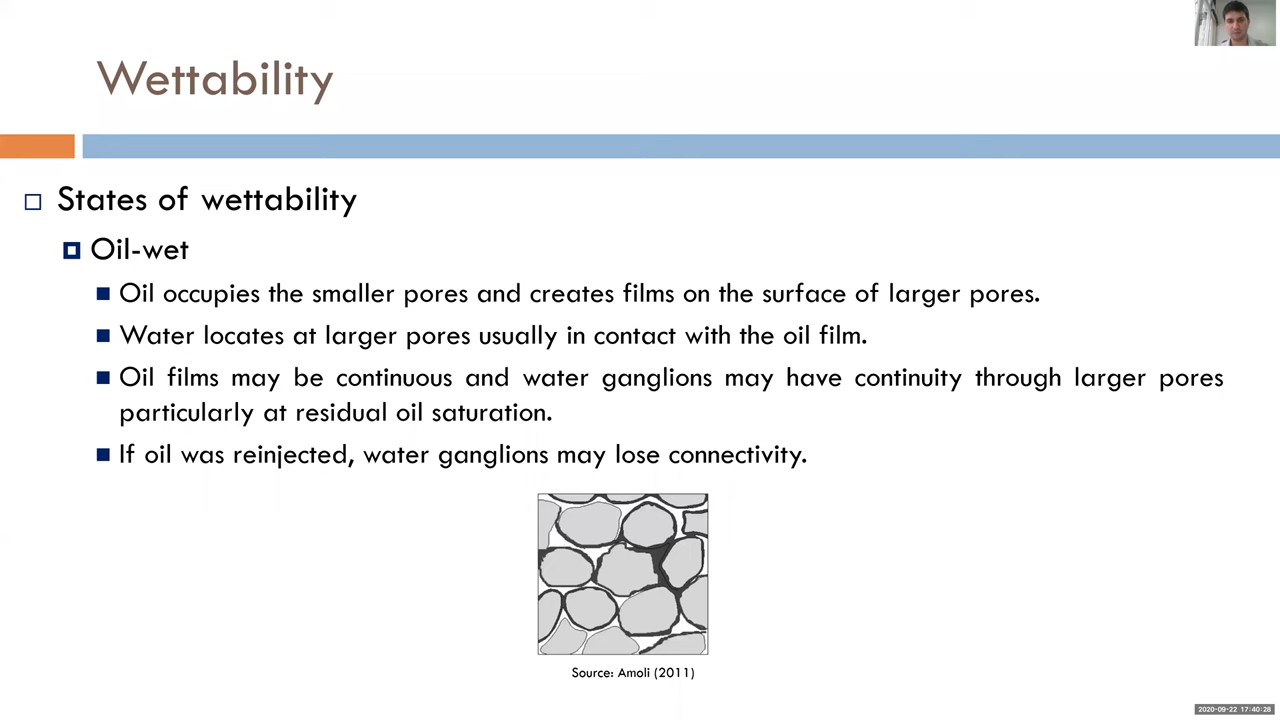 Wettability
States of wettability
Oil-wet
Oil occupies the smaller pores and creates films on the surface of larger pores.
Water locates at larger pores usually in contact with the oil film.
Oil films may be continuous and water ganglions may have continuity through larger pores
particularly at residual oil saturation.
If oil was reinjected, water ganglions may lose connectivity.
Source: Amoli (2011)
2020-09-22 17:40:28